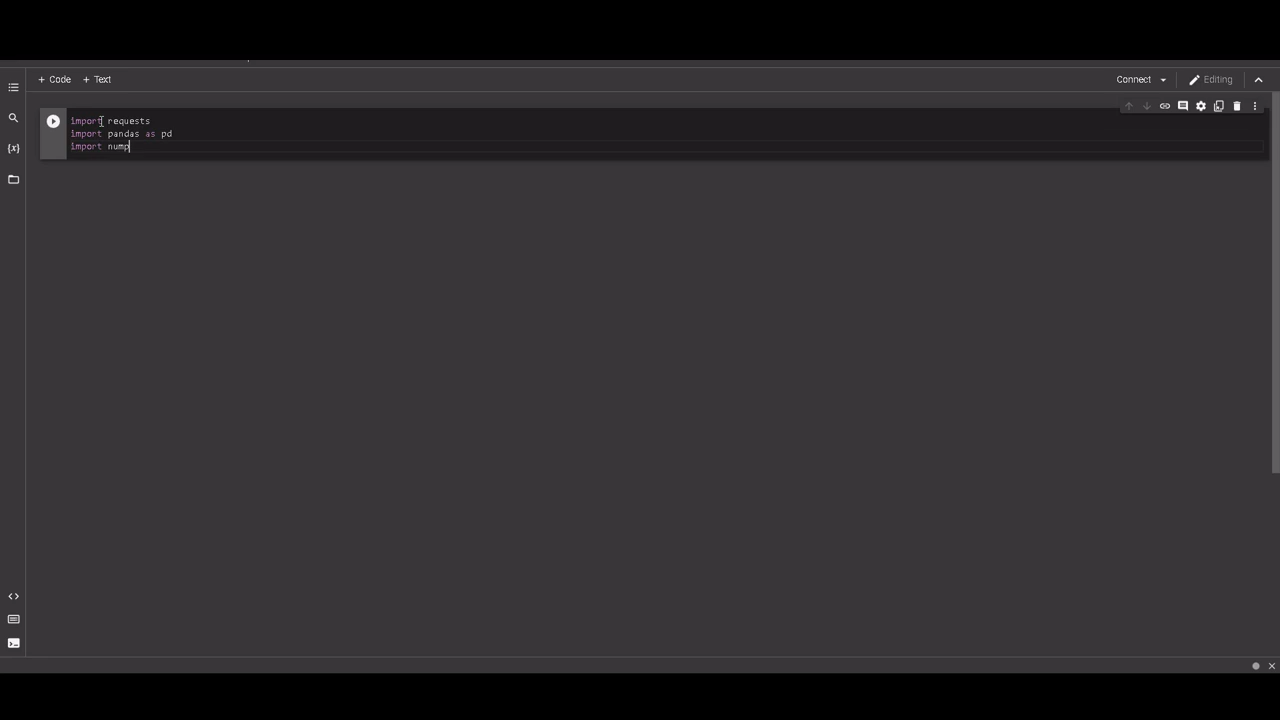 + Code + Text
Connect
Editing
{x}
import requests
import pandas as pd
import nump